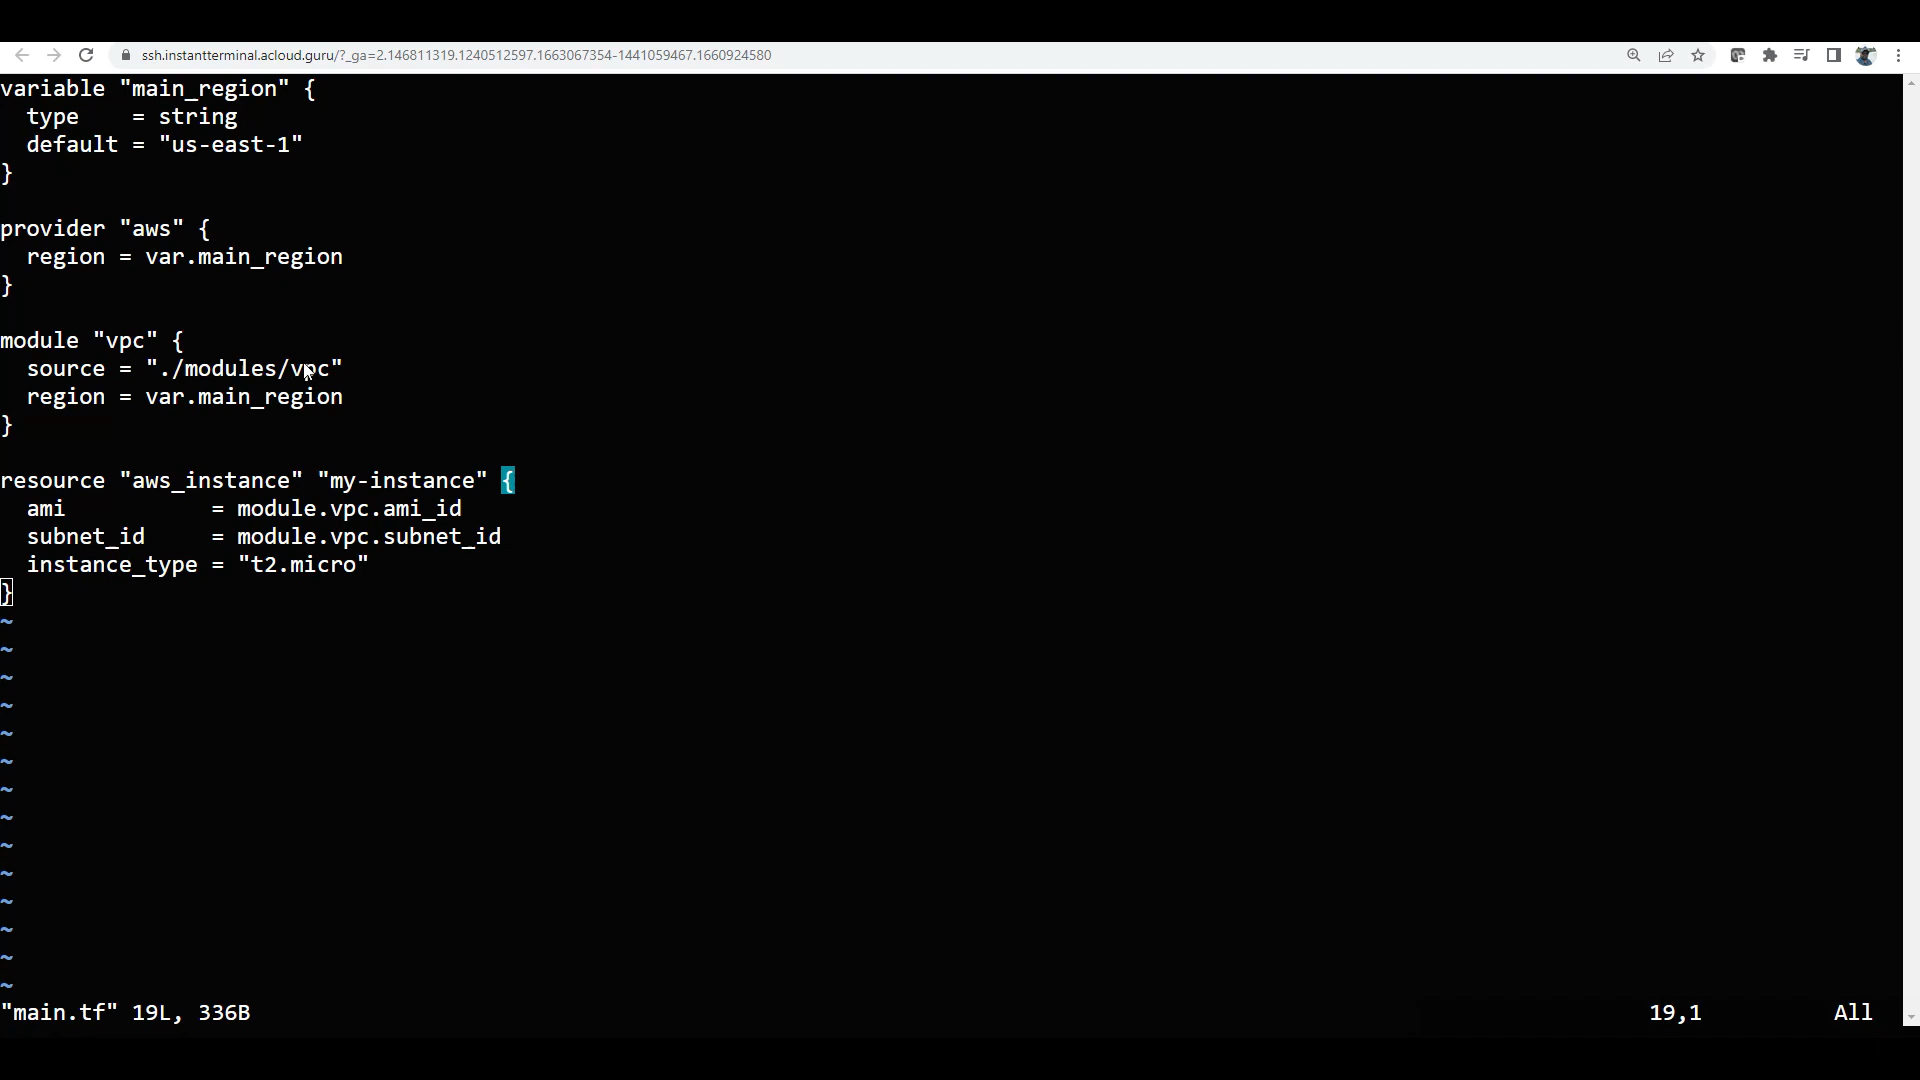 ssh.instantterminal.acloud.guru/?_ga=2.146811319.1240512597.1663067354-1441059467.1660924580
variable "main_region" {
  type    = string
  default = "us-east-1"
}

provider "aws" {
  region = var.main_region
}

module "vpc" {
  source = "./modules/vpc"
  region = var.main_region
}

resource "aws_instance" "my-instance" {
  ami           = module.vpc.ami_id
  subnet_id     = module.vpc.subnet_id
  instance_type = "t2.micro"
}
~
~
~
~
~
~
~
~
~
~
~
~
~
~
"main.tf" 19L, 336B 19,1 All